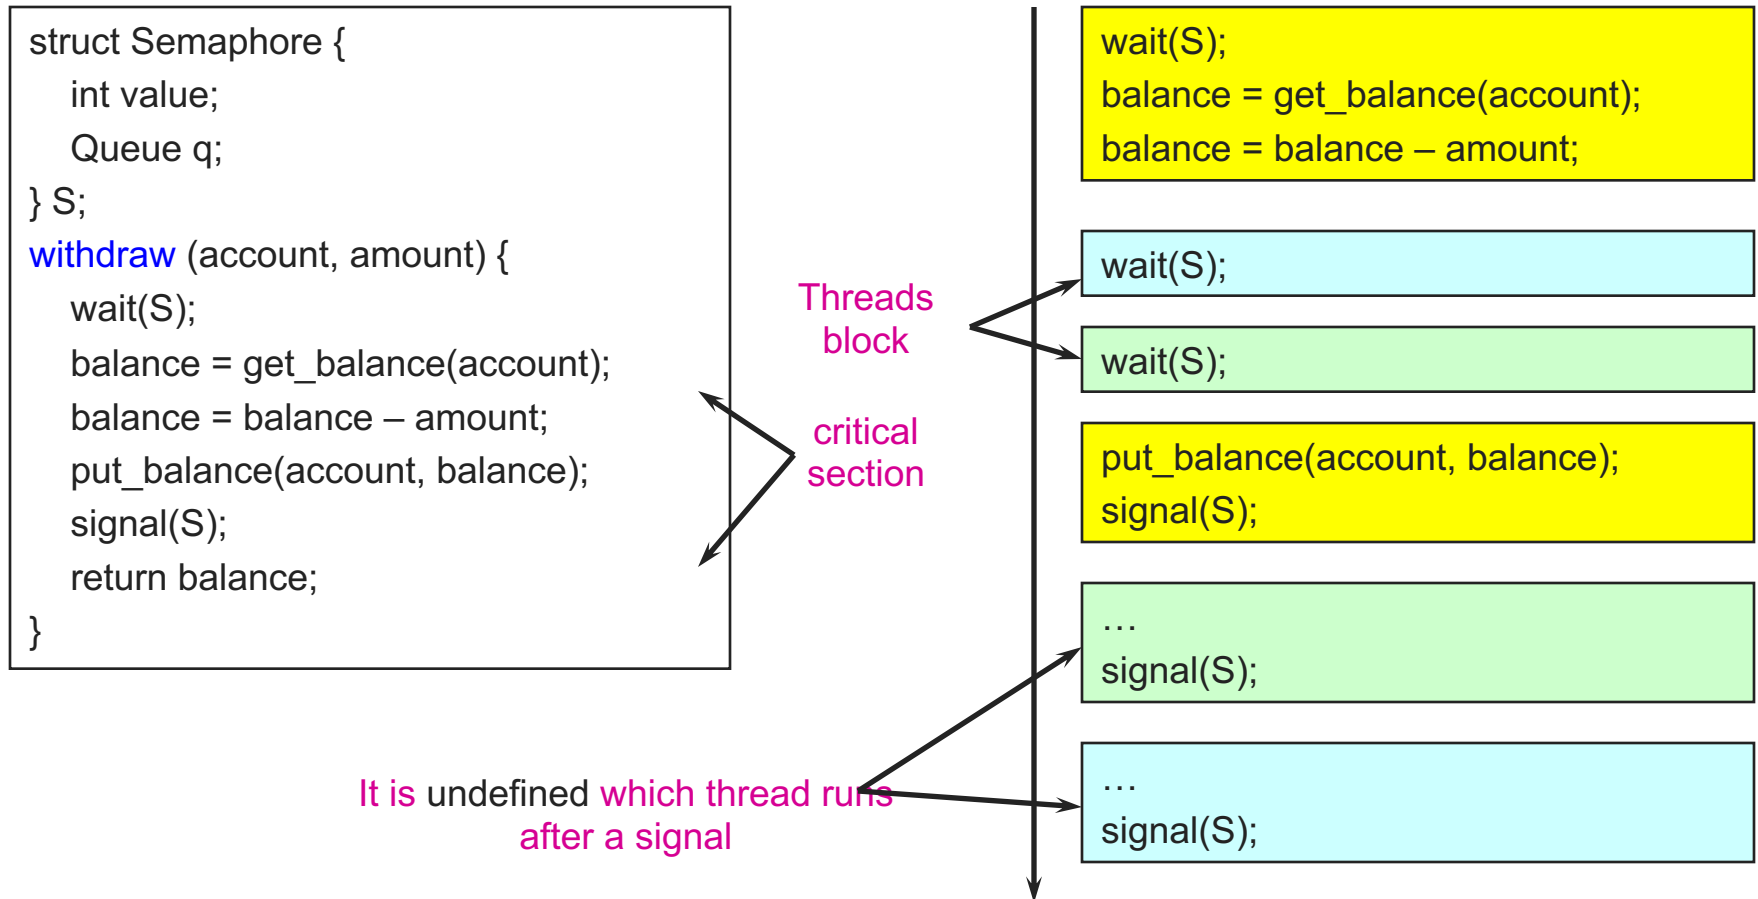 struct Semaphore {
int value;
Queue q;
} S;
withdraw (account, amount) {
wait(S);
balance = get_balance(account);
balance = balance – amount;
put_balance(account, balance);
signal(S);
return balance;
}
Threads
block
critical
section
It is undefined which thread runs
after a signal
wait(S);
balance = get_balance(account);
balance = balance – amount;
wait(S);
wait(S);
put_balance(account, balance);
signal(S);
…
signal(S);
…
signal(S);